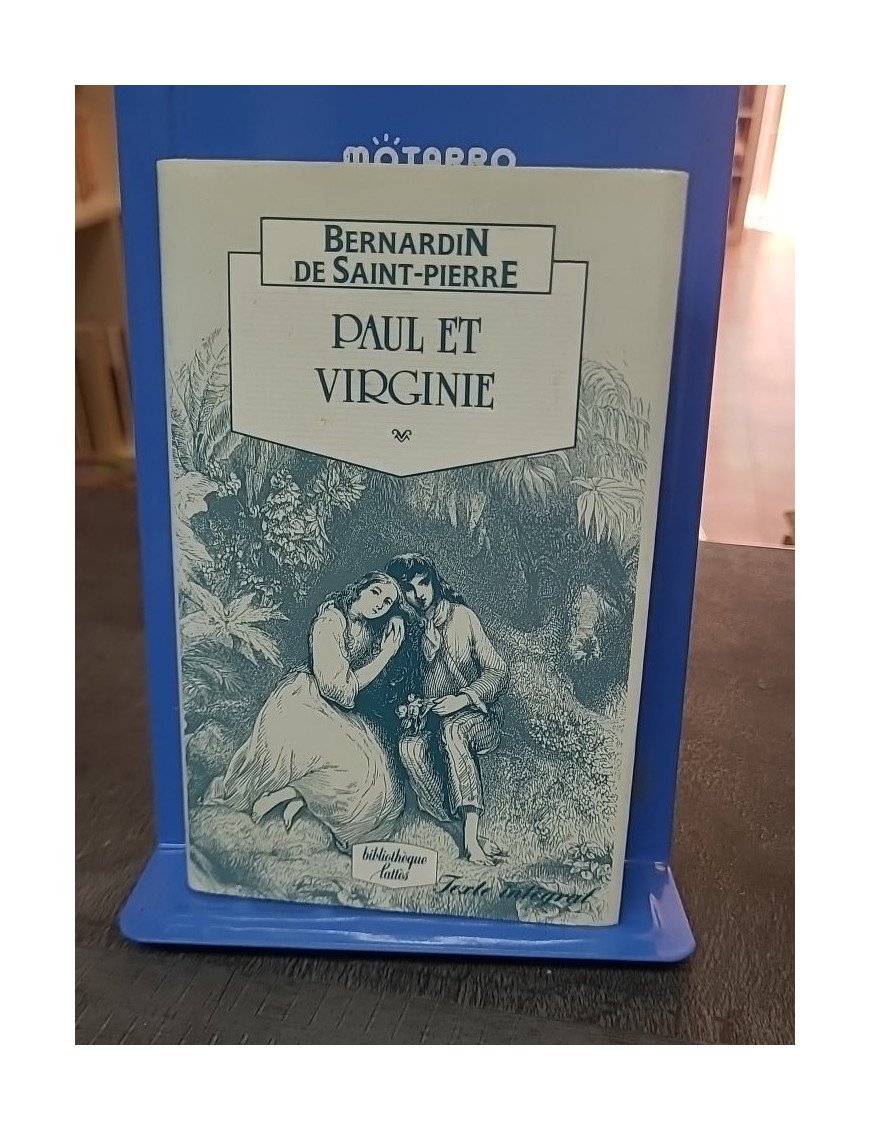 MOTARRO
BERNARDIN
DE SAINT-PIERRE
PAUL ET
VIRGINIE
bibliothèque
Lattès
Texte intégral